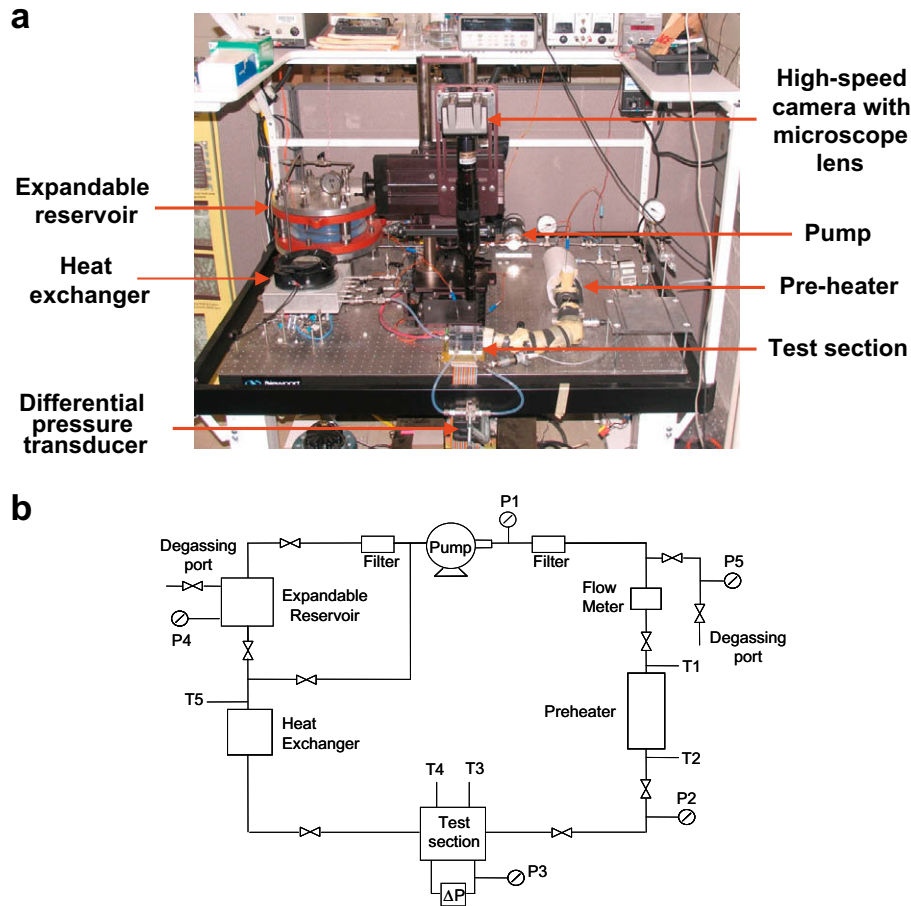 a
High-speed
camera with
microscope
lens
Expandable
reservoir
Pump
Heat
exchanger
Pre-heater
Test section
Differential
pressure
transducer
Newport
b
P1
Degassing
port
Filter
Pump
Filter
P5
Expandable
Reservoir
Flow
Meter
P4
Degassing
port
T1
T5
Preheater
Heat
Exchanger
T2
T4
T3
P2
Test
section
P3
ΔP